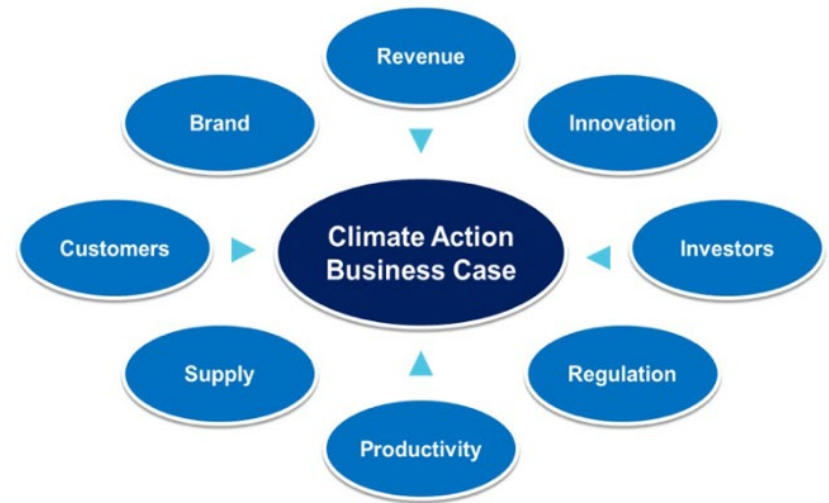 Revenue
Brand
Innovation
Customers
Climate Action
Business Case
Investors
Supply
Regulation
Productivity